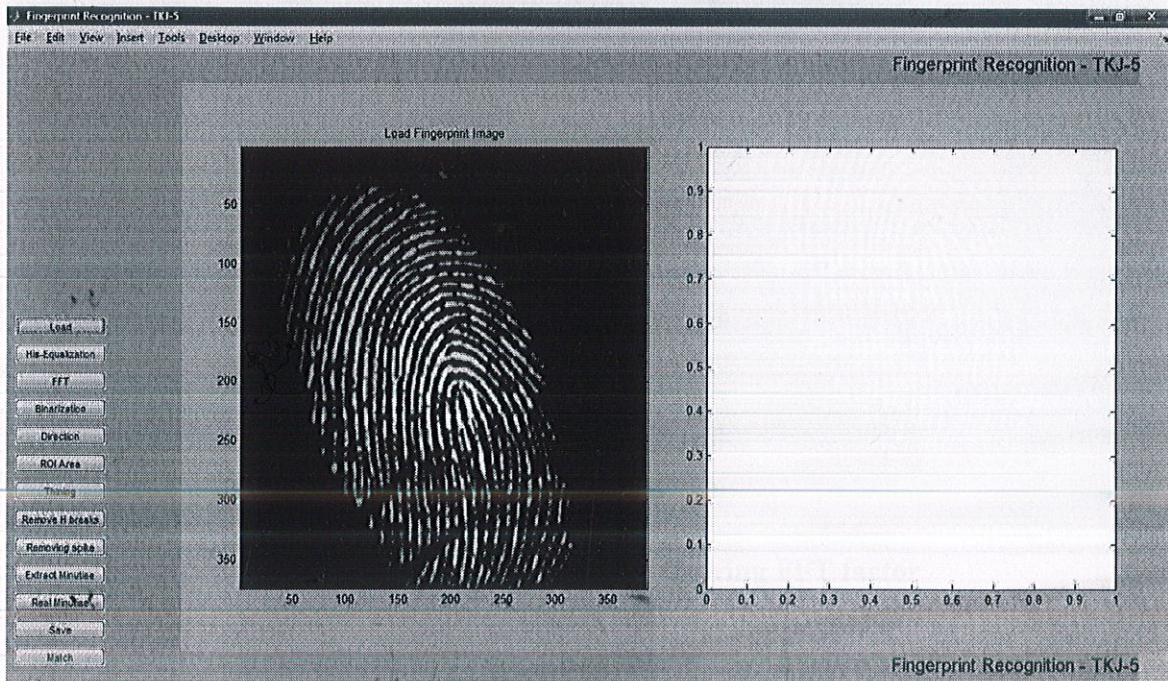 Fingerprint Recognition - TKJ-5
File Edit View Insert Tools Desktop Window Help
Fingerprint Recognition - TKJ-5
Load Fingerprint Image
50
100
150
200
250
300
350
50 100 150 200 250 300 350
1
0.9
0.8
0.7
0.6
0.5
0.4
0.3
0.2
0.1
0
0 0.1 0.2 0.3 0.4 0.5 0.6 0.7 0.8 0.9 1
Load
His-Equalization
FFT
Binarization
Direction
ROI Area
Thining
Remove H breaks
Removing spike
Extract Minutiae
Real Minutiae
Save
Match
Fingerprint Recognition - TKJ-5